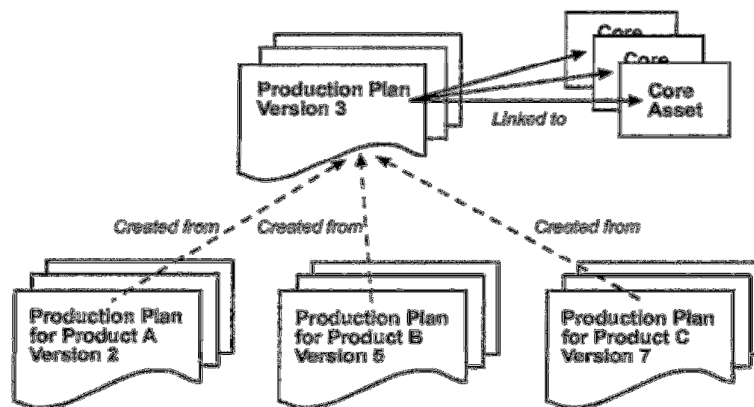 Core
Core
Production Plan
Version 3
Core
Asset
Linked to
Created from
Created from
Created from
Production Plan
for Product A
Version 2
Production Plan
for Product B
Version 5
Production Plan
for Product C
Version 7